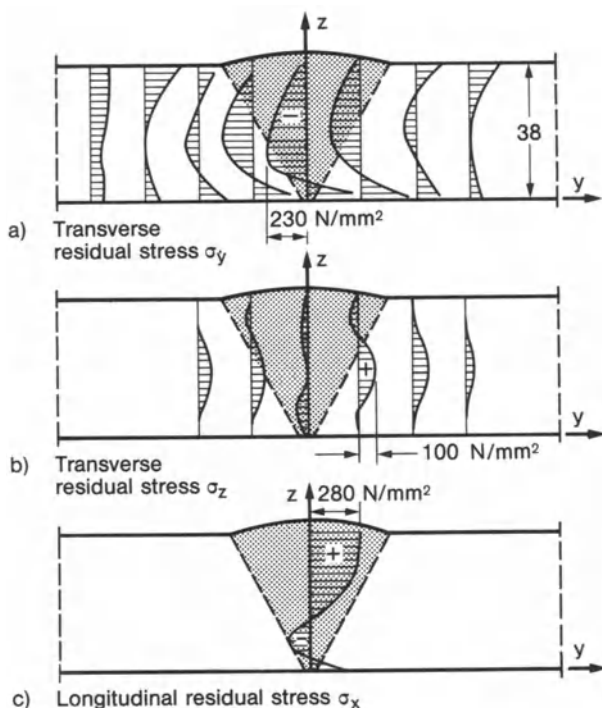 z
−
38
y
230 N/mm²
a) Transverse
residual stress σy
z
+
y
100 N/mm²
b) Transverse
residual stress σz
z 280 N/mm²
+
−
y
c) Longitudinal residual stress σx